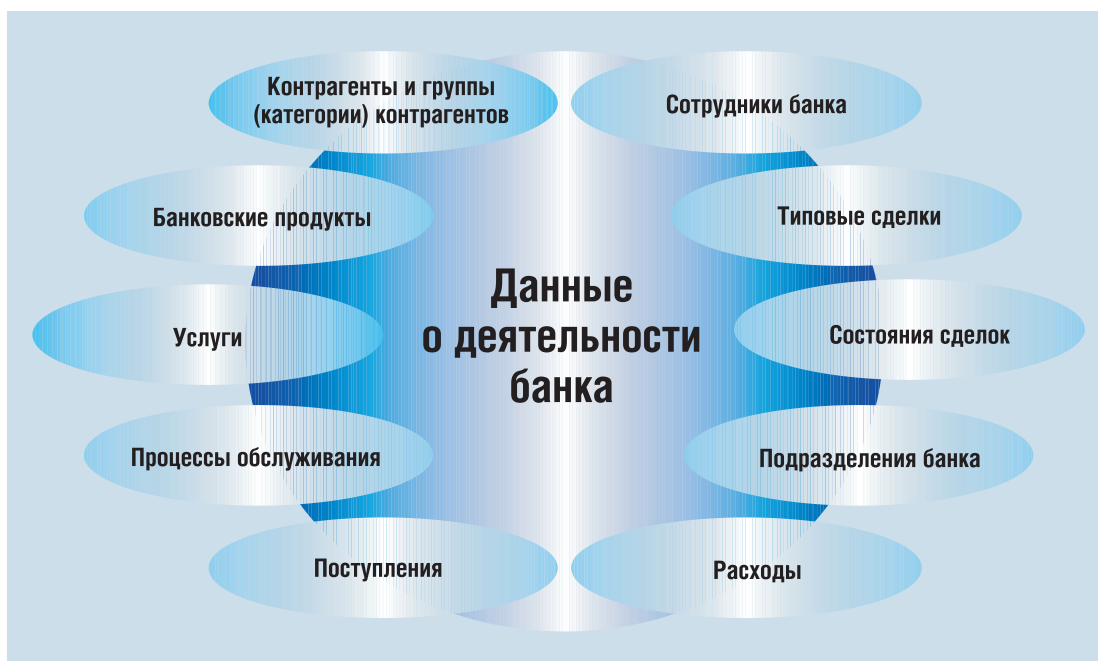 Контрагенты и группы
(категории) контрагентов
Сотрудники банка
Банковские продукты
Типовые сделки
Данные
о деятельности
банка
Услуги
Состояния сделок
Процессы обслуживания
Подразделения банка
Поступления
Расходы